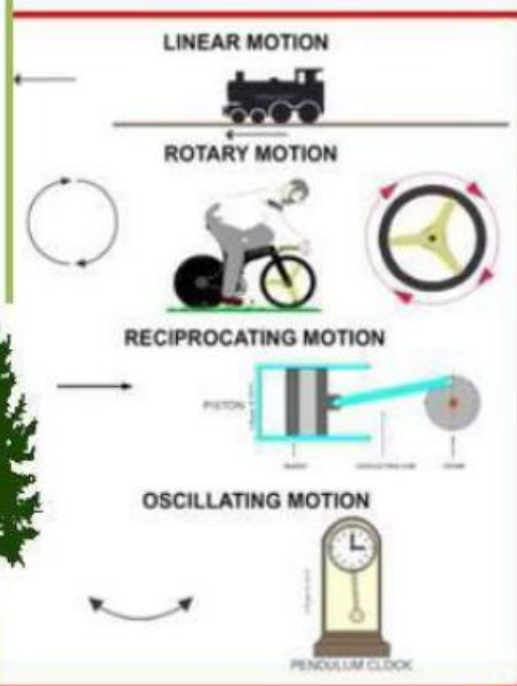 LINEAR MOTION
ROTARY MOTION
RECIPROCATING MOTION
PISTON
OSCILLATING MOTION
PENDULUM CLOCK